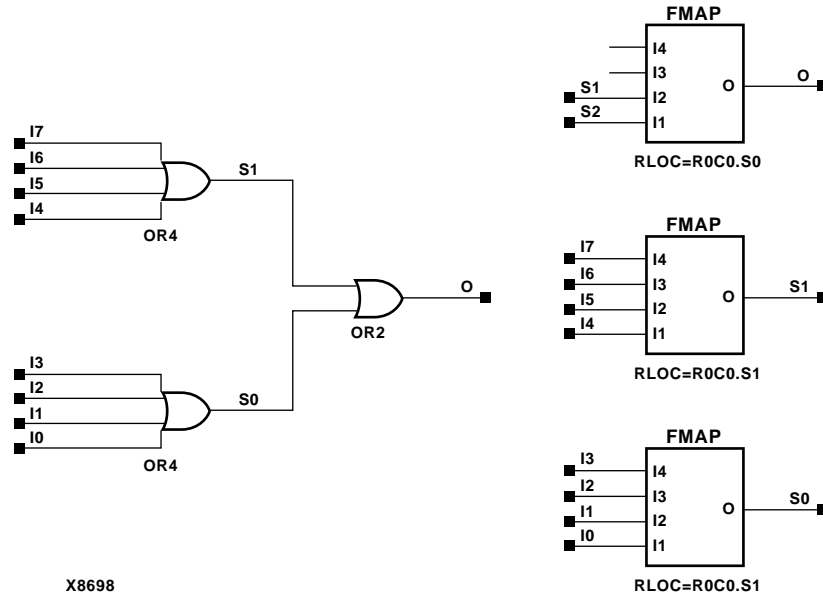 I7
I6
I5
I4
S1
OR4
I3
I2
I1
I0
S0
OR4
O
OR2
X8698
FMAP
I4
I3
S1 I2 O O
S2 I1
RLOC=R0C0.S0
FMAP
I7 I4
I6 I3
I5 I2 O S1
I4 I1
RLOC=R0C0.S1
FMAP
I3 I4
I2 I3
I1 I2 O S0
I0 I1
RLOC=R0C0.S1